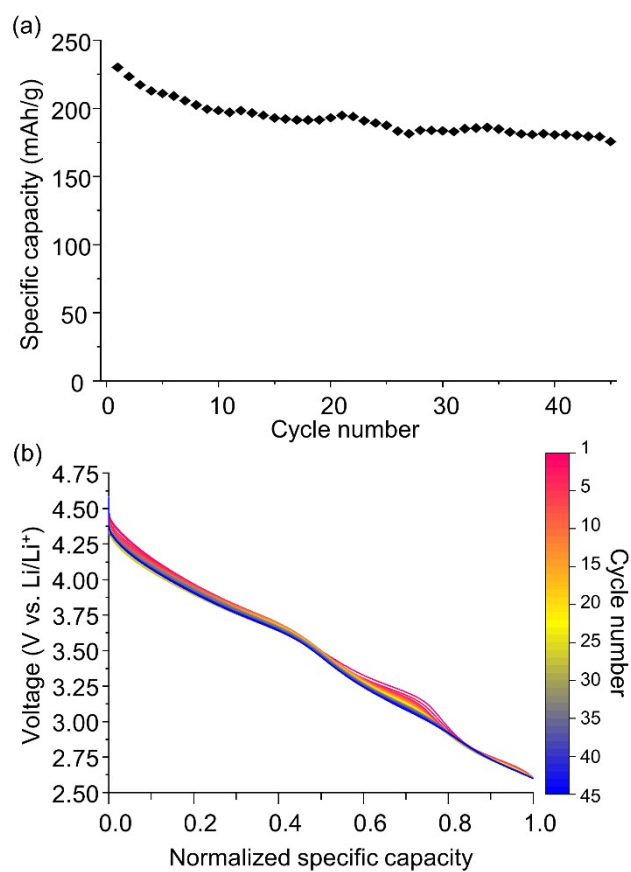 (a)
250
200
150
100
50
0
Specific capacity (mAh/g)
0 10 20 30 40
Cycle number
(b)
4.75
4.50
4.25
4.00
3.75
3.50
3.25
3.00
2.75
2.50
Voltage (V vs. Li/Li⁺)
0.0 0.2 0.4 0.6 0.8 1.0
Normalized specific capacity
1
5
10
15
20
25
30
35
40
45
Cycle number